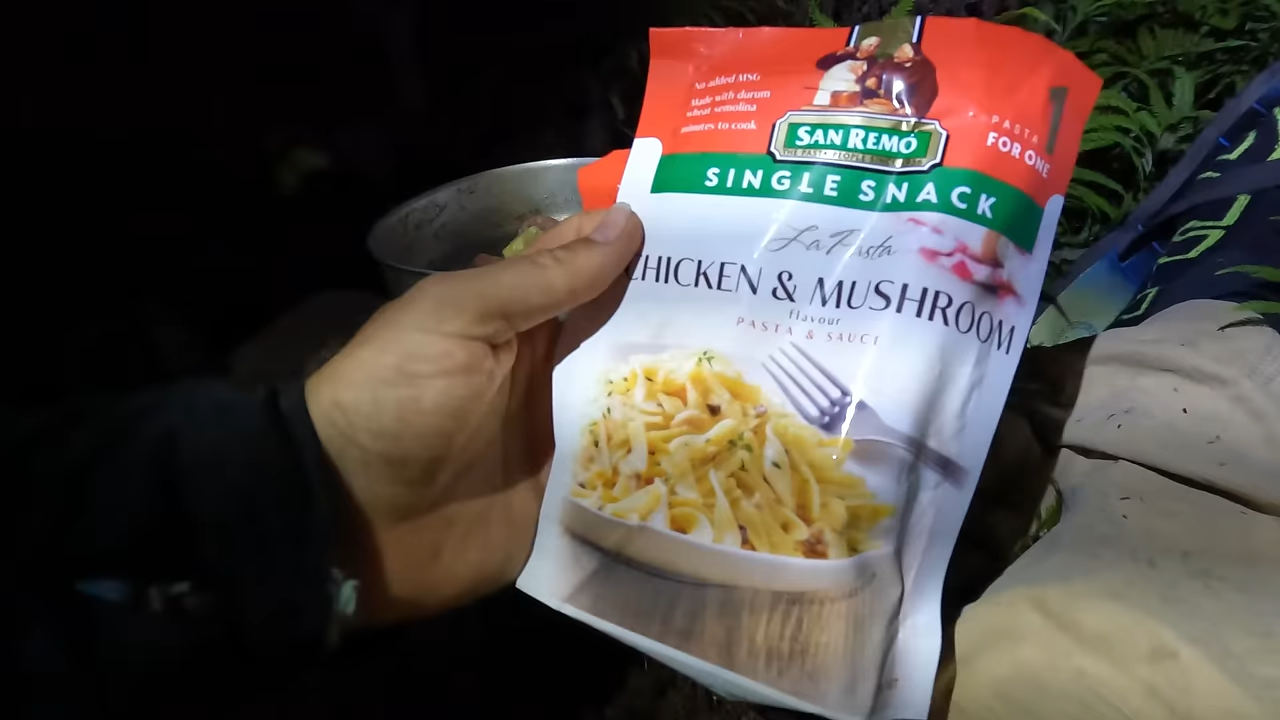 No added MSG
Made with durum
wheat semolina
minutes to cook
SAN REMO
SINGLE SNACK
PASTA 1
FOR ONE
La Pasta
CHICKEN & MUSHROOM
flavour
PASTA & SAUCE